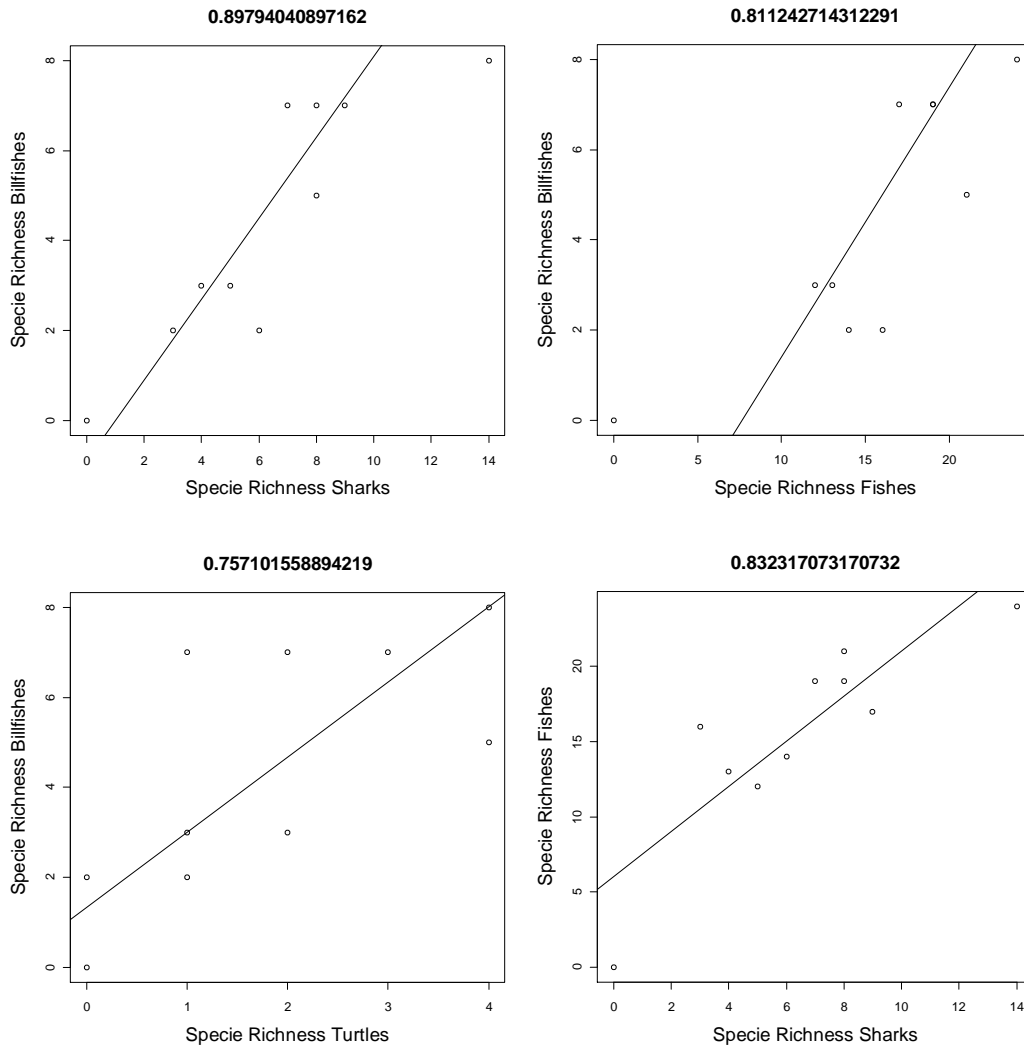 0.89794040897162
Specie Richness Billfishes
0 2 4 6 8
0 2 4 6 8 10 12 14
Specie Richness Sharks
0.811242714312291
Specie Richness Billfishes
0 2 4 6 8
0 5 10 15 20
Specie Richness Fishes
0.757101558894219
Specie Richness Billfishes
0 2 4 6 8
0 1 2 3 4
Specie Richness Turtles
0.832317073170732
Specie Richness Fishes
0 5 10 15 20
0 2 4 6 8 10 12 14
Specie Richness Sharks